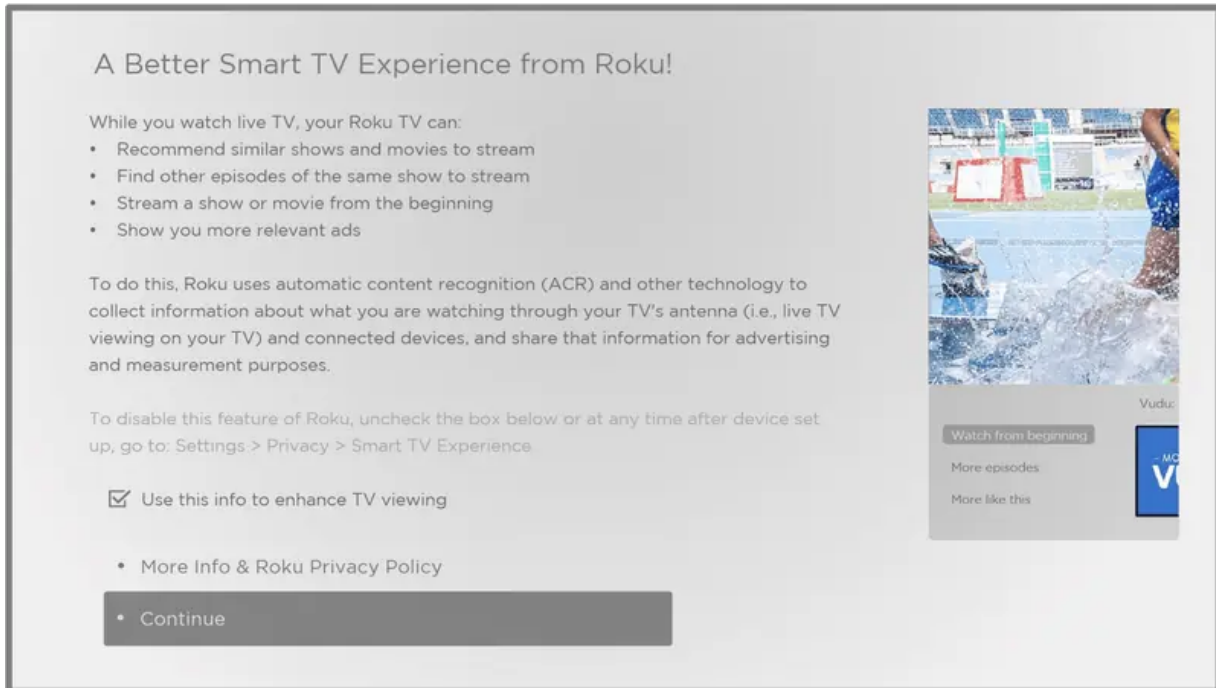 A Better Smart TV Experience from Roku!
While you watch live TV, your Roku TV can:
• Recommend similar shows and movies to stream
• Find other episodes of the same show to stream
• Stream a show or movie from the beginning
• Show you more relevant ads
To do this, Roku uses automatic content recognition (ACR) and other technology to
collect information about what you are watching through your TV's antenna (i.e., live TV
viewing on your TV) and connected devices, and share that information for advertising
and measurement purposes.
To disable this feature of Roku, uncheck the box below or at any time after device set
up, go to: Settings > Privacy > Smart TV Experience
Use this info to enhance TV viewing
• More Info & Roku Privacy Policy
• Continue
Vudu:
Watch from beginning
More episodes
More like this